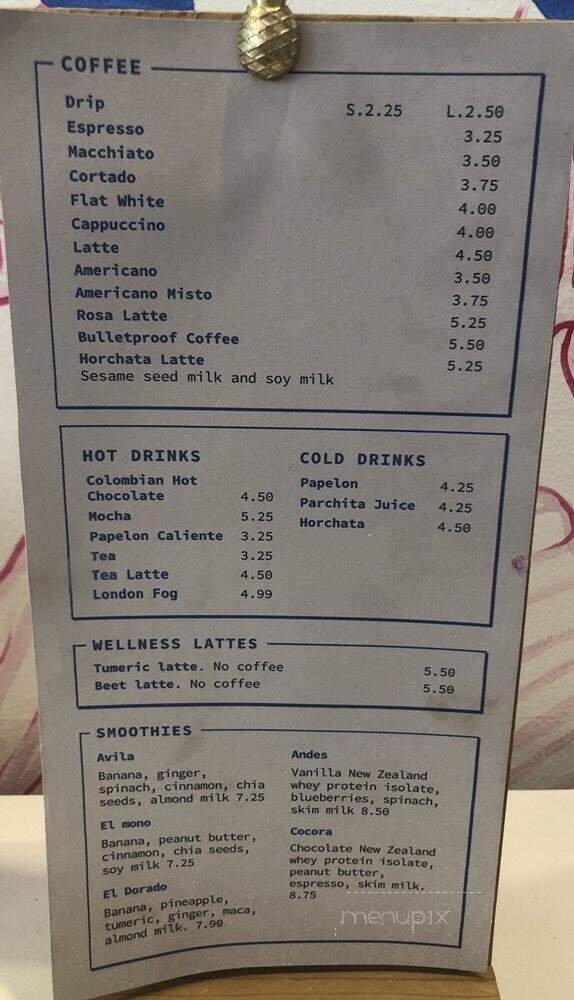 COFFEE
Drip S.2.25 L.2.50
Espresso 3.25
Macchiato 3.50
Cortado 3.75
Flat White 4.00
Cappuccino 4.00
Latte 4.50
Americano 3.50
Americano Misto 3.75
Rosa Latte 5.25
Bulletproof Coffee 5.50
Horchata Latte 5.25
Sesame seed milk and soy milk
HOT DRINKS
Colombian Hot
Chocolate 4.50
Mocha 5.25
Papelon Caliente 3.25
Tea 3.25
Tea Latte 4.50
London Fog 4.99
COLD DRINKS
Papelon 4.25
Parchita Juice 4.25
Horchata 4.50
WELLNESS LATTES
Tumeric latte. No coffee 5.50
Beet latte. No coffee 5.50
SMOOTHIES
Avila
Banana, ginger,
spinach, cinnamon, chia
seeds, almond milk 7.25
El mono
Banana, peanut butter,
cinnamon, chia seeds,
soy milk 7.25
El Dorado
Banana, pineapple,
tumeric, ginger, maca,
almond milk. 7.90
Andes
Vanilla New Zealand
whey protein isolate,
blueberries, spinach,
skim milk 8.50
Cocora
Chocolate New Zealand
whey protein isolate,
peanut butter,
espresso, skim milk.
8.75
menupix